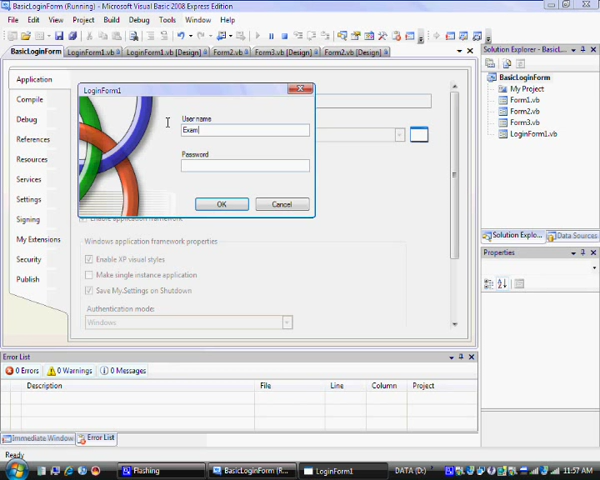 BasicLoginForm (Running) - Microsoft Visual Basic 2008 Express Edition
File Edit View Project Build Debug Data Tools Window Help
BasicLoginForm LoginForm1.vb LoginForm1.vb [Design] Form2.vb Form3.vb [Design] Form2.vb [Design]
Solution Explorer - BasicL...
Application
Compile
Debug
References
Resources
Services
Settings
Signing
My Extensions
Security
Publish
LoginForm1
User name
Exam
Password
OK Cancel
Enable application framework
Windows application framework properties
Enable XP visual styles
Make single instance application
Save My.Settings on Shutdown
Authentication mode:
Windows
BasicLoginForm
My Project
Form1.vb
Form2.vb
Form3.vb
LoginForm1.vb
Solution Explo... Data Sources
Properties
Error List
0 Errors 0 Warnings 0 Messages
Description File Line Column Project
Immediate Window Error List
Ready
Flashing BasicLoginForm (R... LoginForm1 DATA (D:) 11:57 AM